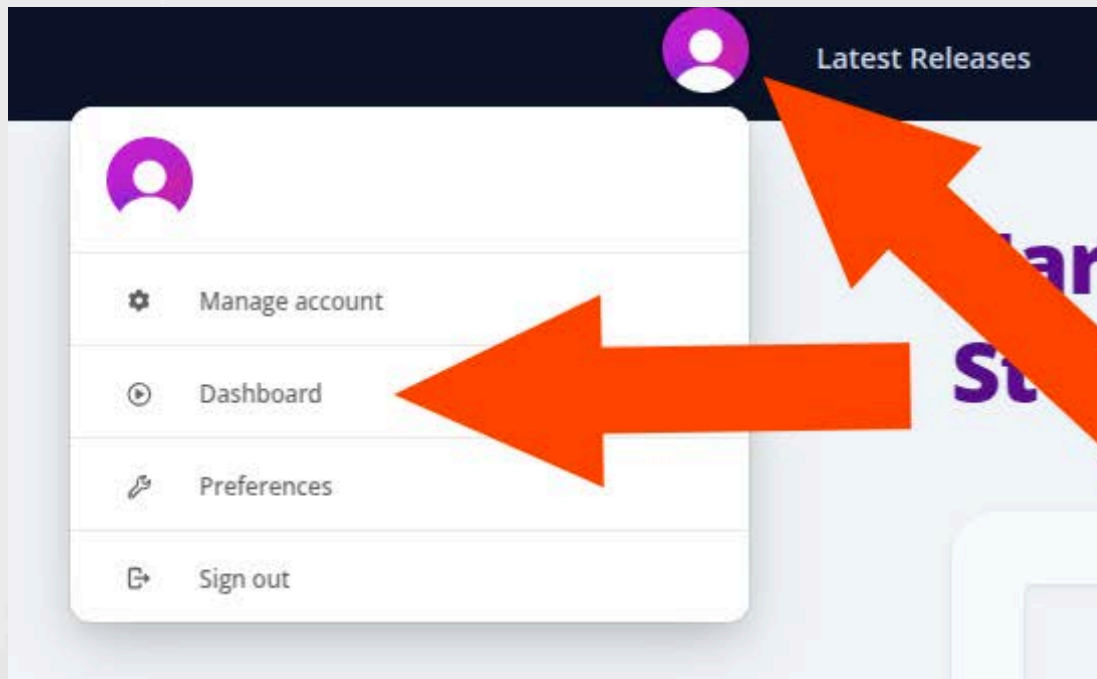 Latest Releases
Manage account
Dashboard
Preferences
Sign out